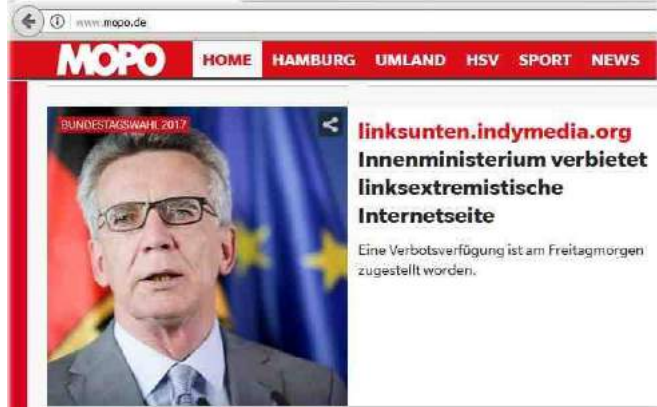 www.mopo.de
MOPO HOME HAMBURG UMLAND HSV SPORT NEWS
BUNDESTAGSWAHL 2017
linksunten.indymedia.org
Innenministerium verbietet
linksextremistische
Internetseite
Eine Verbotsverfügung ist am Freitagmorgen
zugestellt worden.